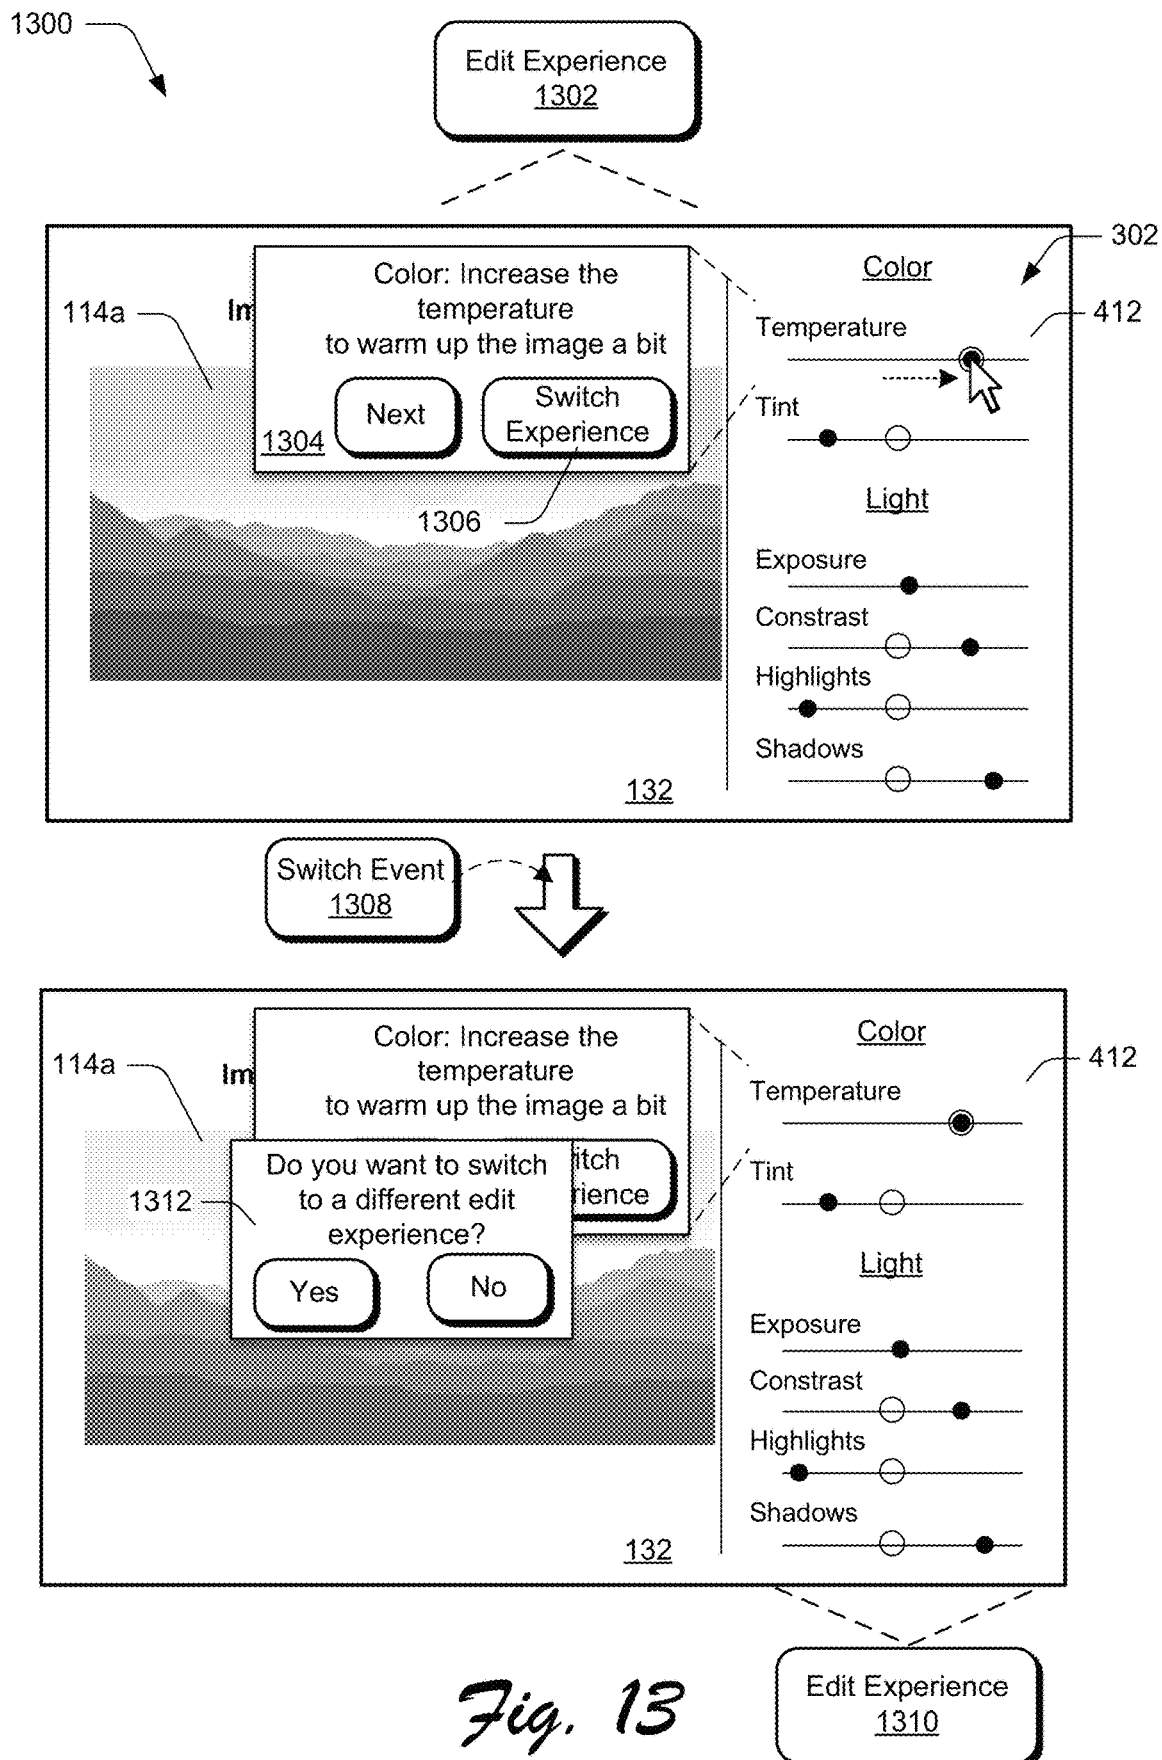 1300
Edit Experience
1302
302
Color
Color: Increase the
temperature
to warm up the image a bit
114a
Im
412
Temperature
Next
Switch
Experience
1304
Tint
1306
Light
Exposure
Constrast
Highlights
Shadows
132
Switch Event
1308
Color
Color: Increase the
temperature
to warm up the image a bit
114a
Im
412
Temperature
itch
rience
Do you want to switch
to a different edit
experience?
1312
Yes
No
Tint
Light
Exposure
Constrast
Highlights
Shadows
132
Edit Experience
1310
Fig. 13